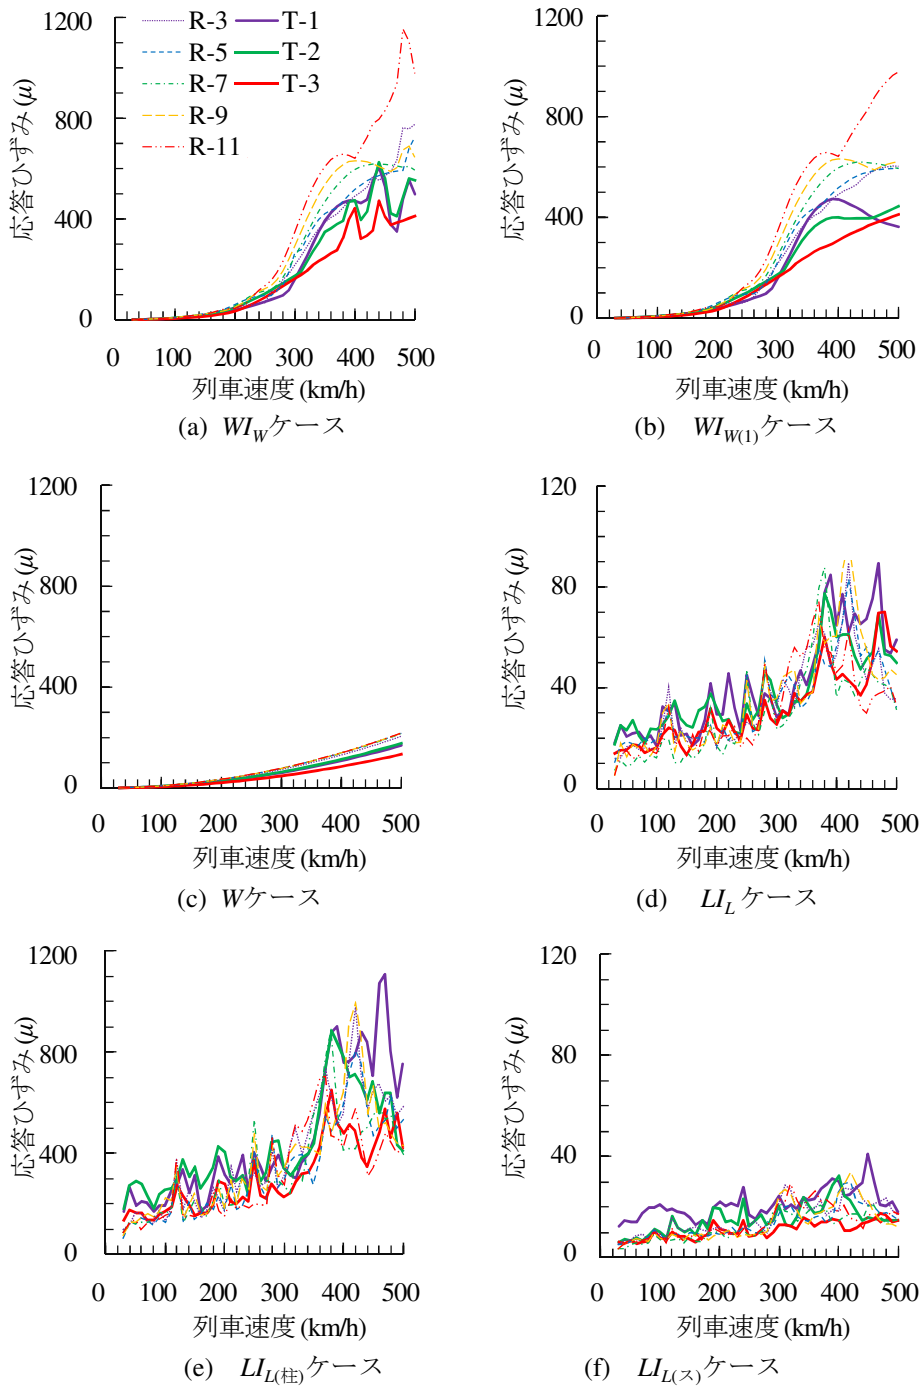 1200
800
400
0
応答ひずみ(μ)
R-3
R-5
R-7
R-9
R-11
T-1
T-2
T-3
0 100 200 300 400 500
列車速度 (km/h)
(a) WI_Wケース
1200
800
400
0
応答ひずみ(μ)
0 100 200 300 400 500
列車速度 (km/h)
(b) WI_W(1)ケース
1200
800
400
0
応答ひずみ(μ)
0 100 200 300 400 500
列車速度 (km/h)
(c) Wケース
120
80
40
0
応答ひずみ(μ)
0 100 200 300 400 500
列車速度 (km/h)
(d) LI_Lケース
1200
800
400
0
応答ひずみ(μ)
0 100 200 300 400 500
列車速度 (km/h)
(e) LI_L(柱)ケース
120
80
40
0
応答ひずみ(μ)
0 100 200 300 400 500
列車速度 (km/h)
(f) LI_L(ス)ケース